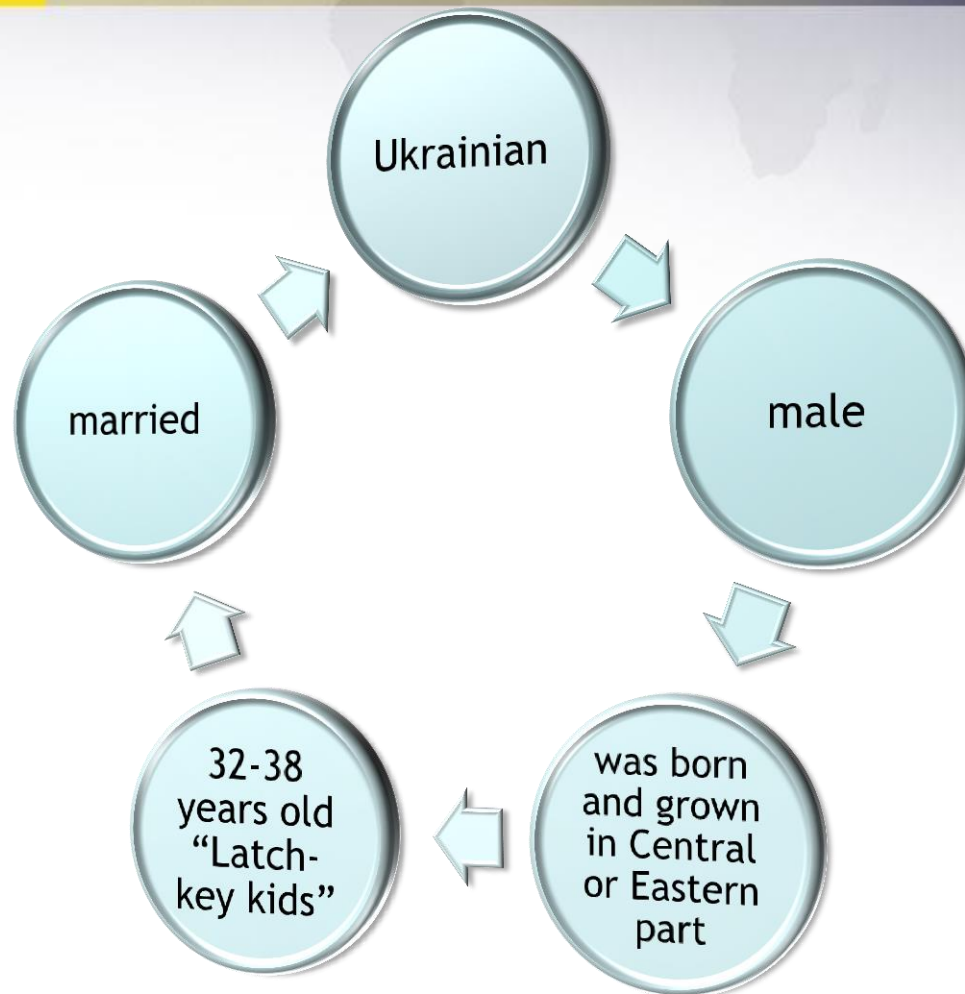 Ukrainian
male
was born
and grown
in Central
or Eastern
part
32-38
years old
“Latch-
key kids”
married